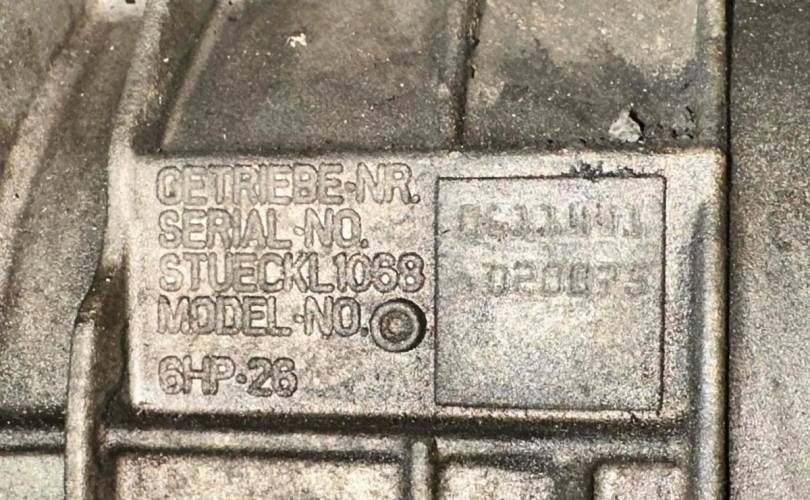 GETRIEBE·NR.
SERIAL·NO.
STUECKL1068
MODEL·NO.
6HP·26